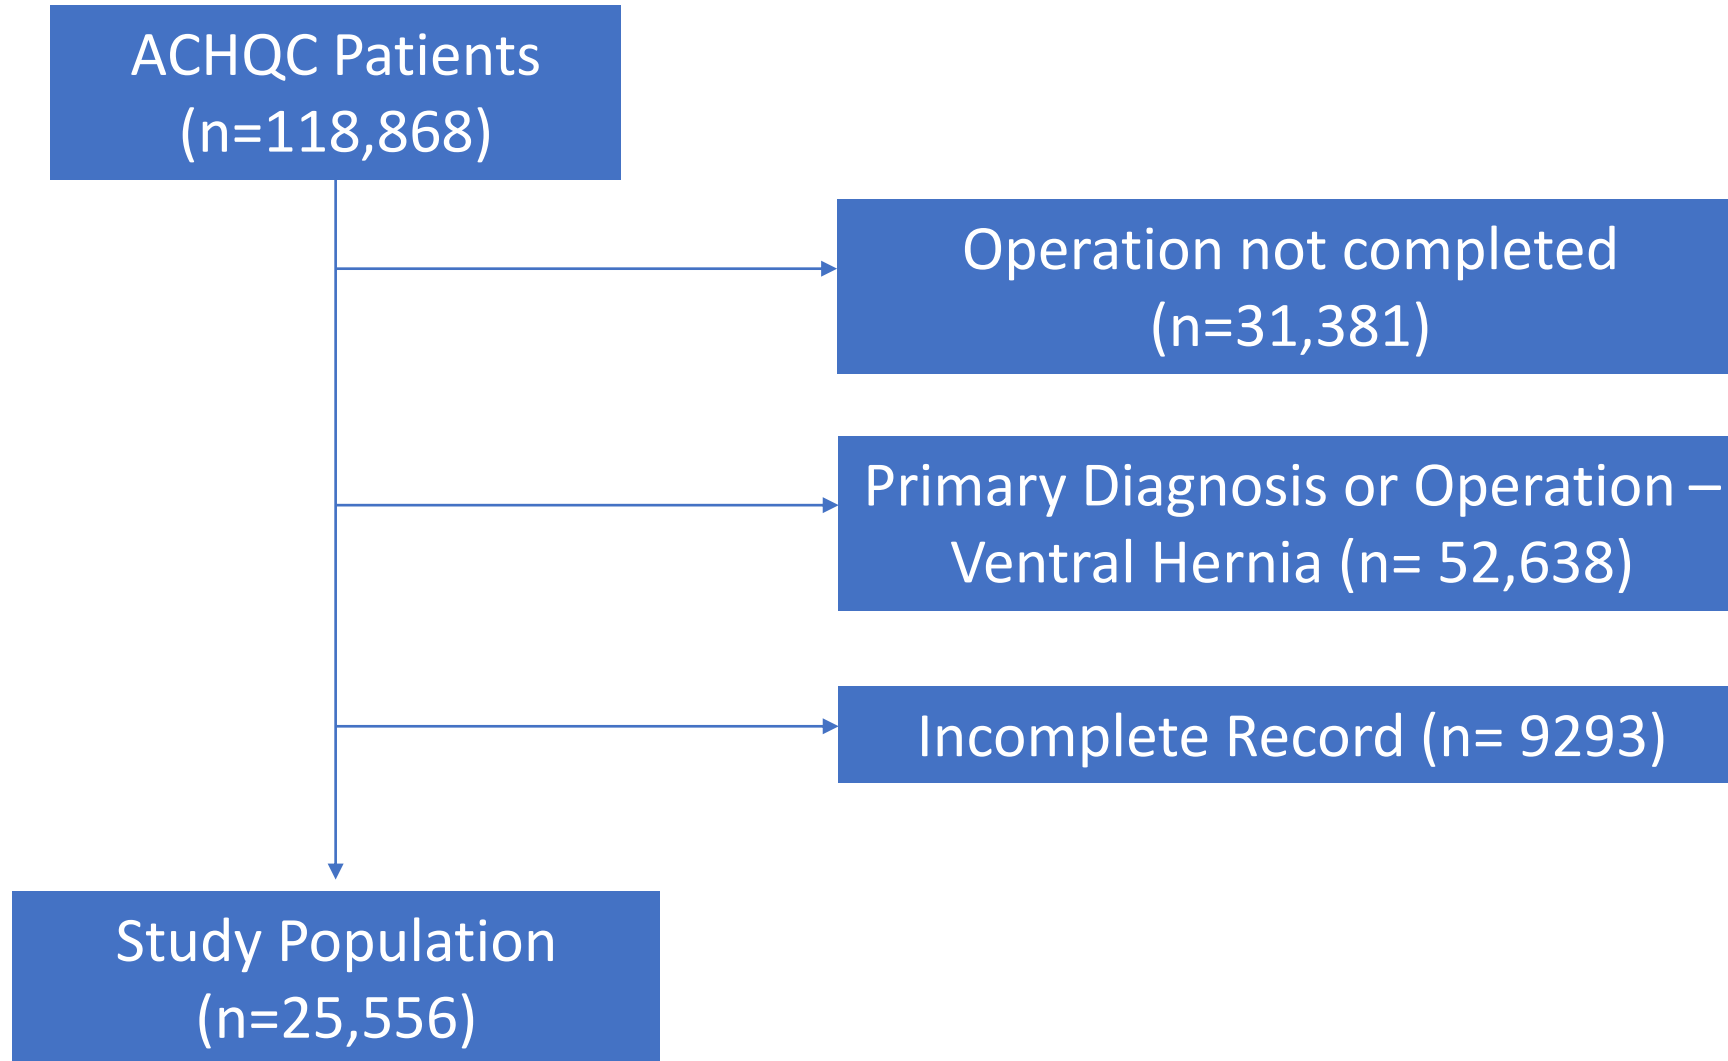 ACHQC Patients
(n=118,868)
Operation not completed
(n=31,381)
Primary Diagnosis or Operation –
Ventral Hernia (n= 52,638)
Incomplete Record (n= 9293)
Study Population
(n=25,556)